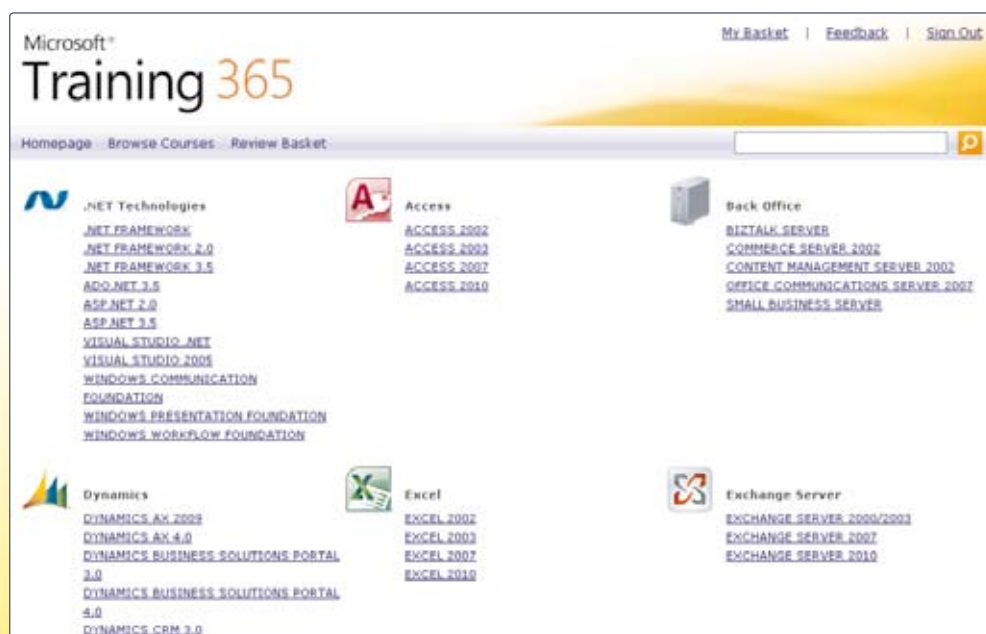 My Basket | Feedback | Sign Out
Microsoft®
Training 365
Homepage Browse Courses Review Basket
.NET Technologies
.NET FRAMEWORK
.NET FRAMEWORK 2.0
.NET FRAMEWORK 3.5
ADO.NET 3.5
ASP.NET 2.0
ASP.NET 3.5
VISUAL STUDIO .NET
VISUAL STUDIO 2005
WINDOWS COMMUNICATION
FOUNDATION
WINDOWS PRESENTATION FOUNDATION
WINDOWS WORKFLOW FOUNDATION
Access
ACCESS 2002
ACCESS 2003
ACCESS 2007
ACCESS 2010
Back Office
BIZTALK SERVER
COMMERCE SERVER 2002
CONTENT MANAGEMENT SERVER 2002
OFFICE COMMUNICATIONS SERVER 2007
SMALL BUSINESS SERVER
Dynamics
DYNAMICS AX 2009
DYNAMICS AX 4.0
DYNAMICS BUSINESS SOLUTIONS PORTAL
3.0
DYNAMICS BUSINESS SOLUTIONS PORTAL
4.0
DYNAMICS CRM 3.0
Excel
EXCEL 2002
EXCEL 2003
EXCEL 2007
EXCEL 2010
Exchange Server
EXCHANGE SERVER 2000/2003
EXCHANGE SERVER 2007
EXCHANGE SERVER 2010